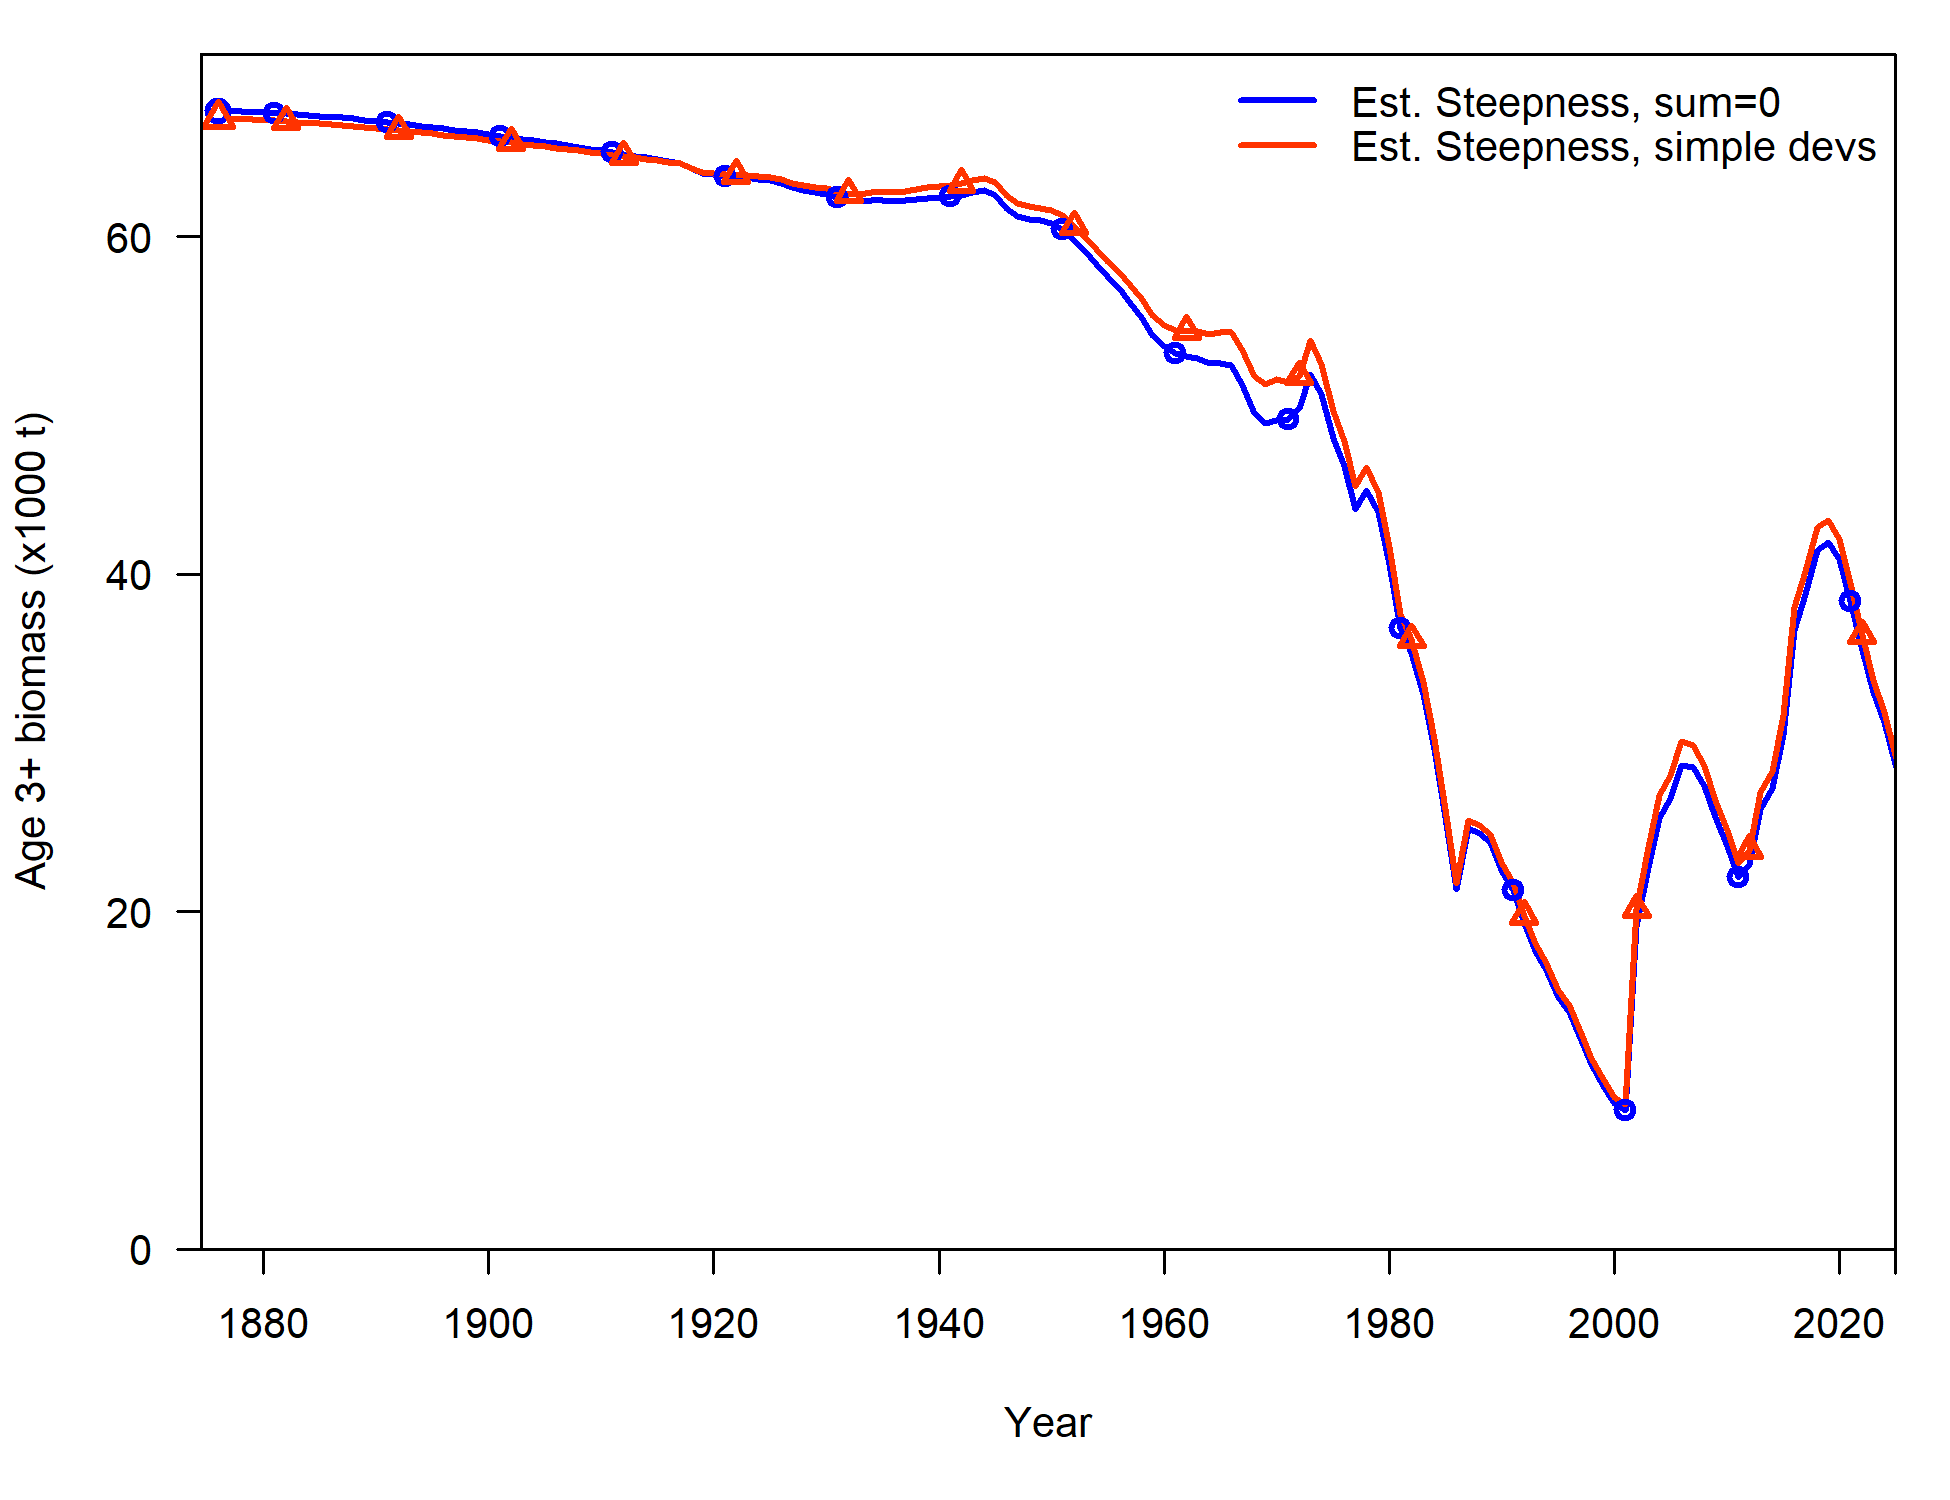 Est. Steepness, sum=0
Est. Steepness, simple devs
Age 3+ biomass (x1000 t)
60
40
20
0
1880 1900 1920 1940 1960 1980 2000 2020
Year